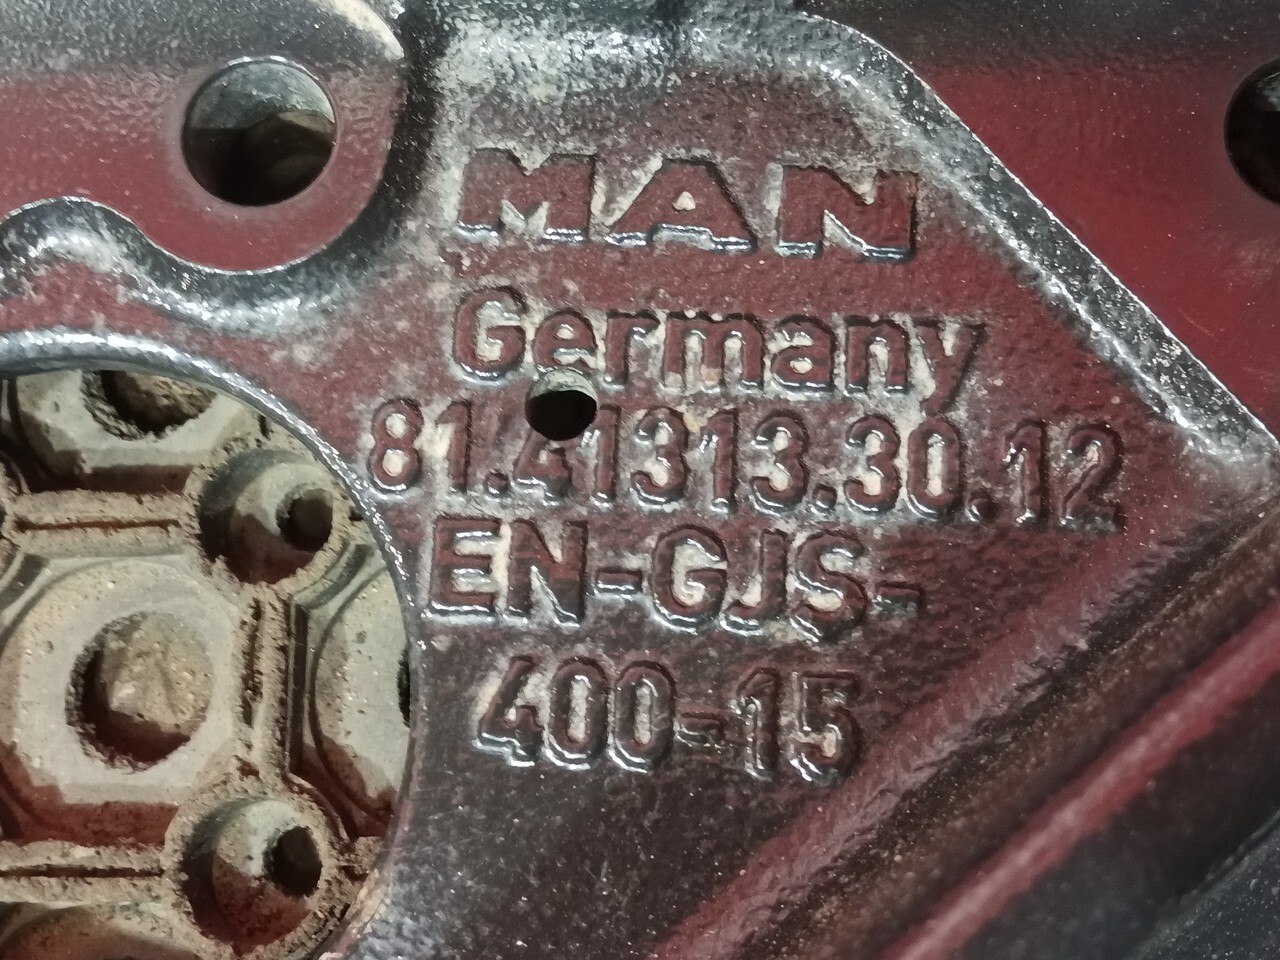 MAN
Germany
81.41313.30.12
EN-GJS-
400-15